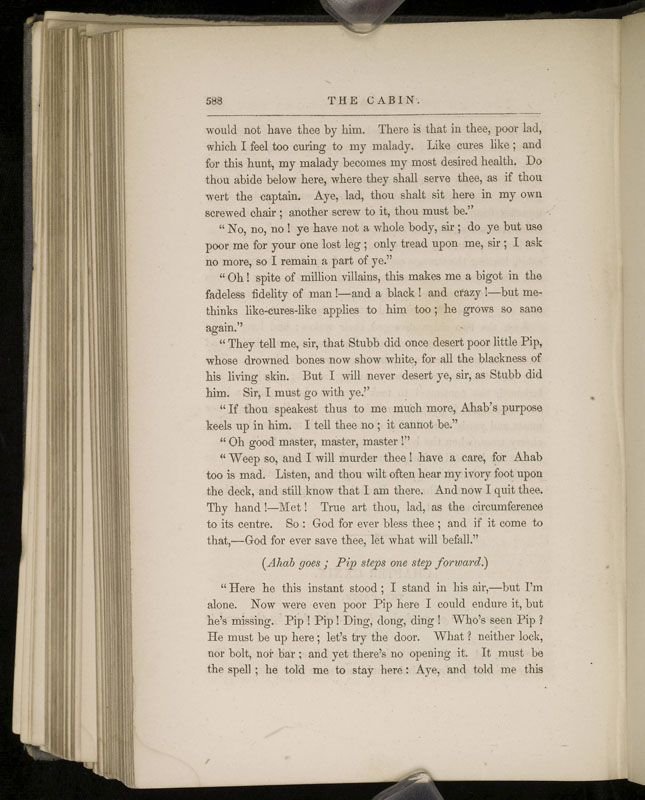 588 THE CABIN.
would not have thee by him. There is that in thee, poor lad,
which I feel too curing to my malady. Like cures like; and
for this hunt, my malady becomes my most desired health. Do
thou abide below here, where they shall serve thee, as if thou
wert the captain. Aye, lad, thou shalt sit here in my own
screwed chair; another screw to it, thou must be.”
“No, no, no! ye have not a whole body, sir; do ye but use
poor me for your one lost leg; only tread upon me, sir; I ask
no more, so I remain a part of ye.”
“Oh! spite of million villains, this makes me a bigot in the
fadeless fidelity of man!—and a black! and crazy!—but me-
thinks like-cures-like applies to him too; he grows so sane
again.”
“They tell me, sir, that Stubb did once desert poor little Pip,
whose drowned bones now show white, for all the blackness of
his living skin. But I will never desert ye, sir, as Stubb did
him. Sir, I must go with ye.”
“If thou speakest thus to me much more, Ahab’s purpose
keels up in him. I tell thee no; it cannot be.”
“Oh good master, master, master!”
“Weep so, and I will murder thee! have a care, for Ahab
too is mad. Listen, and thou wilt often hear my ivory foot upon
the deck, and still know that I am there. And now I quit thee.
Thy hand!—Met! True art thou, lad, as the circumference
to its centre. So: God for ever bless thee; and if it come to
that,—God for ever save thee, let what will befall.”
(Ahab goes; Pip steps one step forward.)
“Here he this instant stood; I stand in his air,—but I’m
alone. Now were even poor Pip here I could endure it, but
he’s missing. Pip! Pip! Ding, dong, ding! Who’s seen Pip?
He must be up here; let’s try the door. What? neither lock,
nor bolt, nor bar; and yet there’s no opening it. It must be
the spell; he told me to stay here: Aye, and told me this